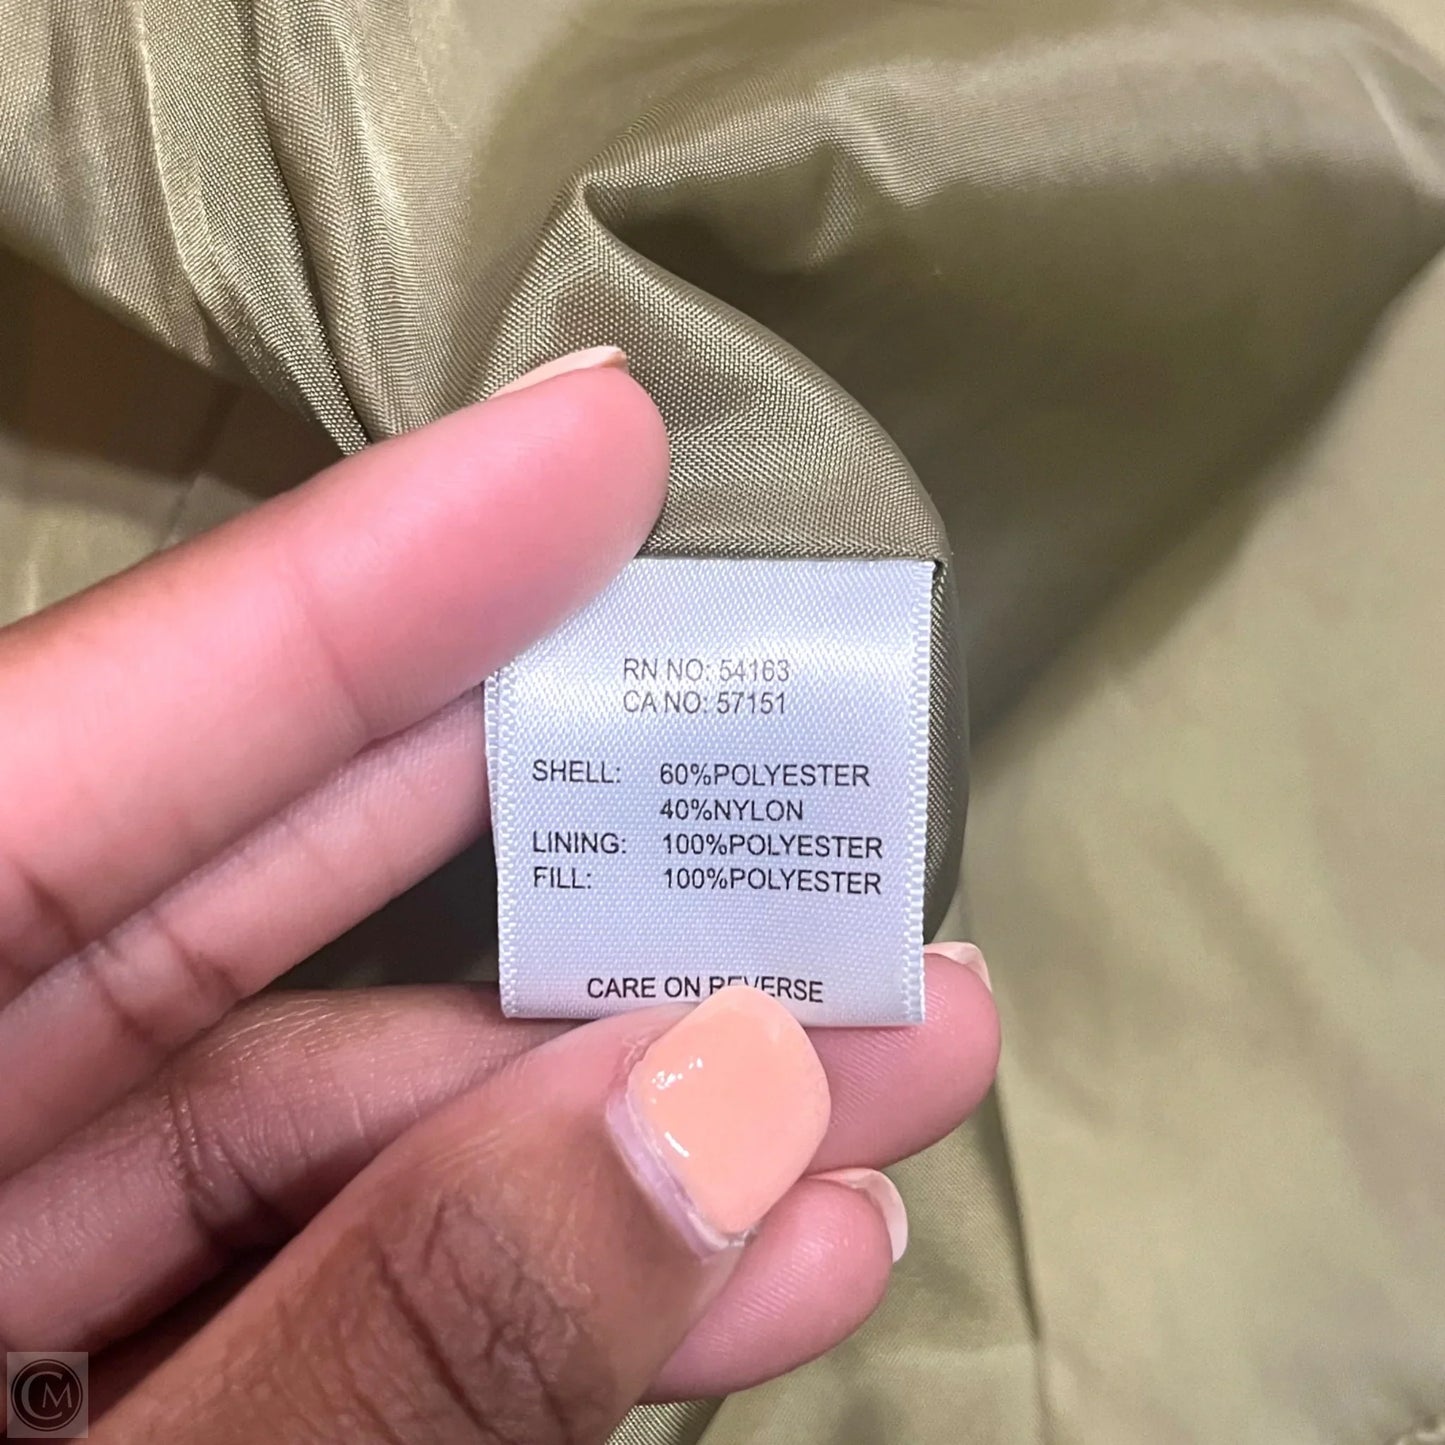 RN NO: 54163
CA NO: 57151
SHELL: 60%POLYESTER
40%NYLON
LINING: 100%POLYESTER
FILL: 100%POLYESTER
CARE ON REVERSE
CM